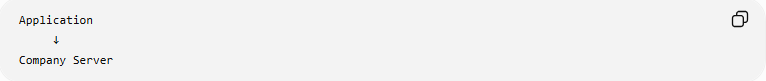 Application
↓
Company Server